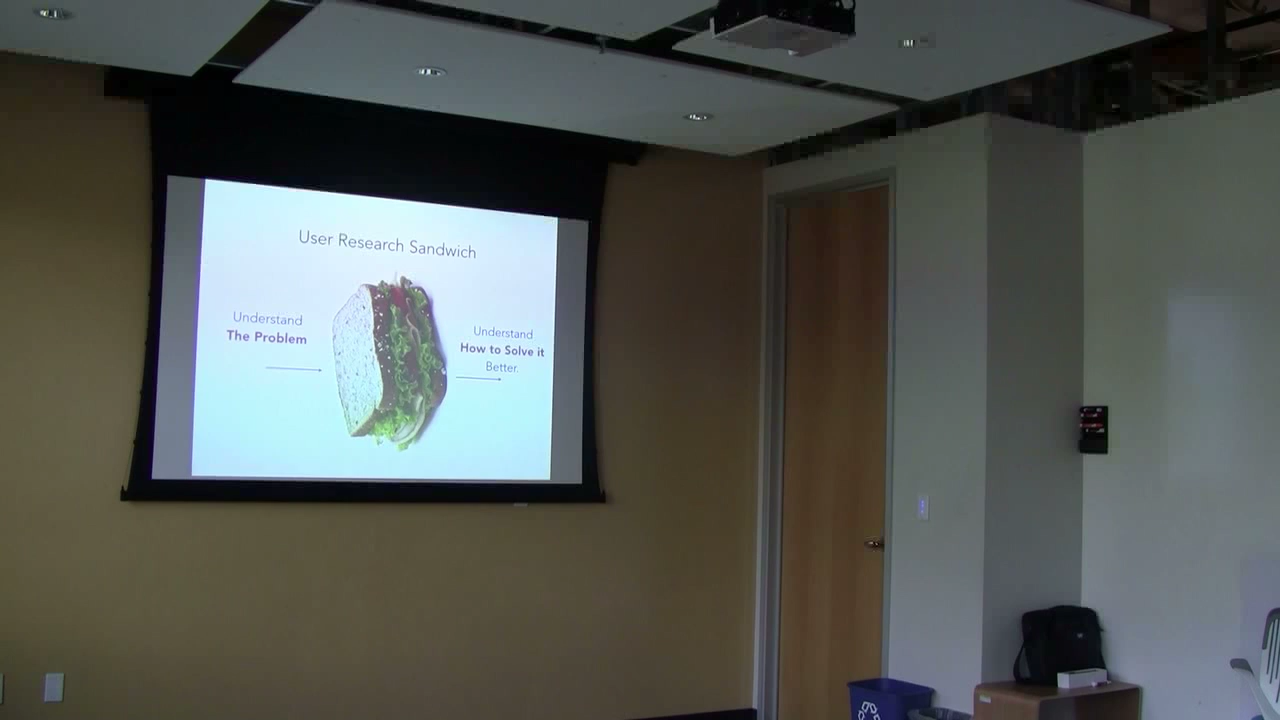 User Research Sandwich
Understand
The Problem
Understand
How to Solve it
Better.